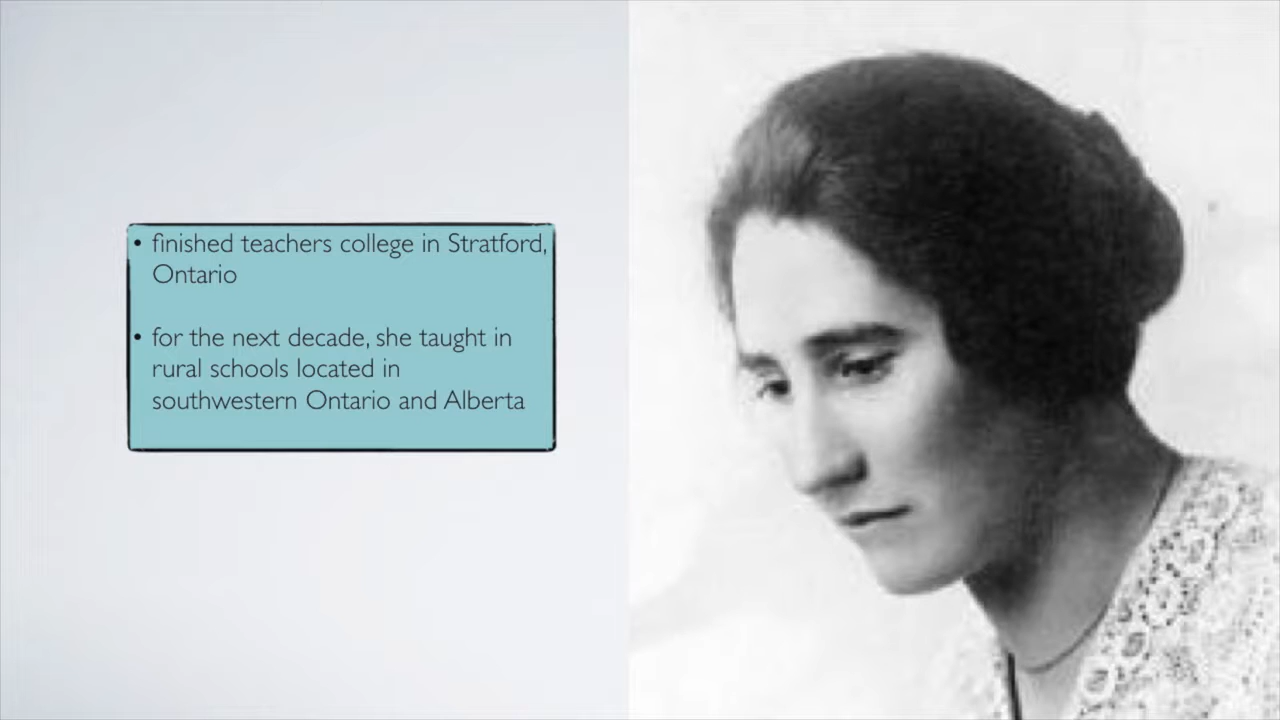 • finished teachers college in Stratford,
Ontario
• for the next decade, she taught in
rural schools located in
southwestern Ontario and Alberta